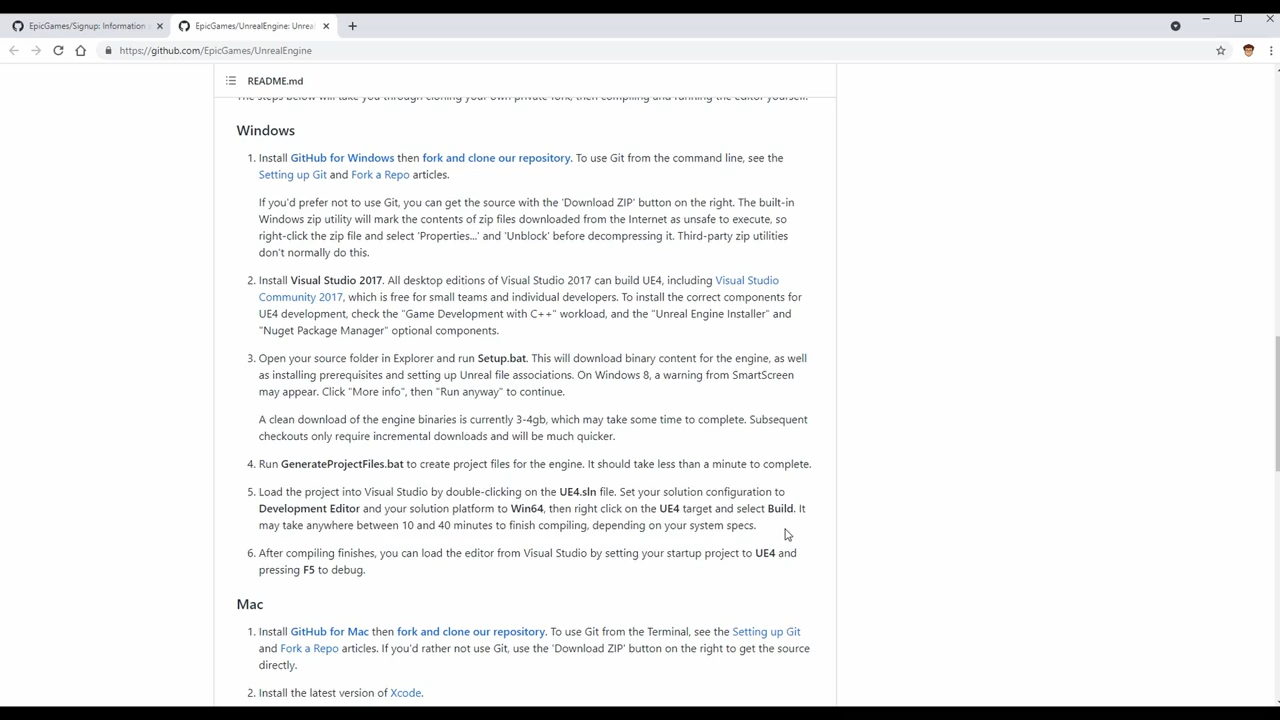 EpicGames/Signup: Information
EpicGames/UnrealEngine: Unrea
https://github.com/EpicGames/UnrealEngine
README.md
The steps below will take you through cloning your own private fork, then compiling and running the editor yourself:
Windows
1. Install GitHub for Windows then fork and clone our repository. To use Git from the command line, see the
Setting up Git and Fork a Repo articles.
If you'd prefer not to use Git, you can get the source with the 'Download ZIP' button on the right. The built-in
Windows zip utility will mark the contents of zip files downloaded from the Internet as unsafe to execute, so
right-click the zip file and select 'Properties...' and 'Unblock' before decompressing it. Third-party zip utilities
don't normally do this.
2. Install Visual Studio 2017. All desktop editions of Visual Studio 2017 can build UE4, including Visual Studio
Community 2017, which is free for small teams and individual developers. To install the correct components for
UE4 development, check the "Game Development with C++" workload, and the "Unreal Engine Installer" and
"Nuget Package Manager" optional components.
3. Open your source folder in Explorer and run Setup.bat. This will download binary content for the engine, as well
as installing prerequisites and setting up Unreal file associations. On Windows 8, a warning from SmartScreen
may appear. Click "More info", then "Run anyway" to continue.
A clean download of the engine binaries is currently 3-4gb, which may take some time to complete. Subsequent
checkouts only require incremental downloads and will be much quicker.
4. Run GenerateProjectFiles.bat to create project files for the engine. It should take less than a minute to complete.
5. Load the project into Visual Studio by double-clicking on the UE4.sln file. Set your solution configuration to
Development Editor and your solution platform to Win64, then right click on the UE4 target and select Build. It
may take anywhere between 10 and 40 minutes to finish compiling, depending on your system specs.
6. After compiling finishes, you can load the editor from Visual Studio by setting your startup project to UE4 and
pressing F5 to debug.
Mac
1. Install GitHub for Mac then fork and clone our repository. To use Git from the Terminal, see the Setting up Git
and Fork a Repo articles. If you'd rather not use Git, use the 'Download ZIP' button on the right to get the source
directly.
2. Install the latest version of Xcode.